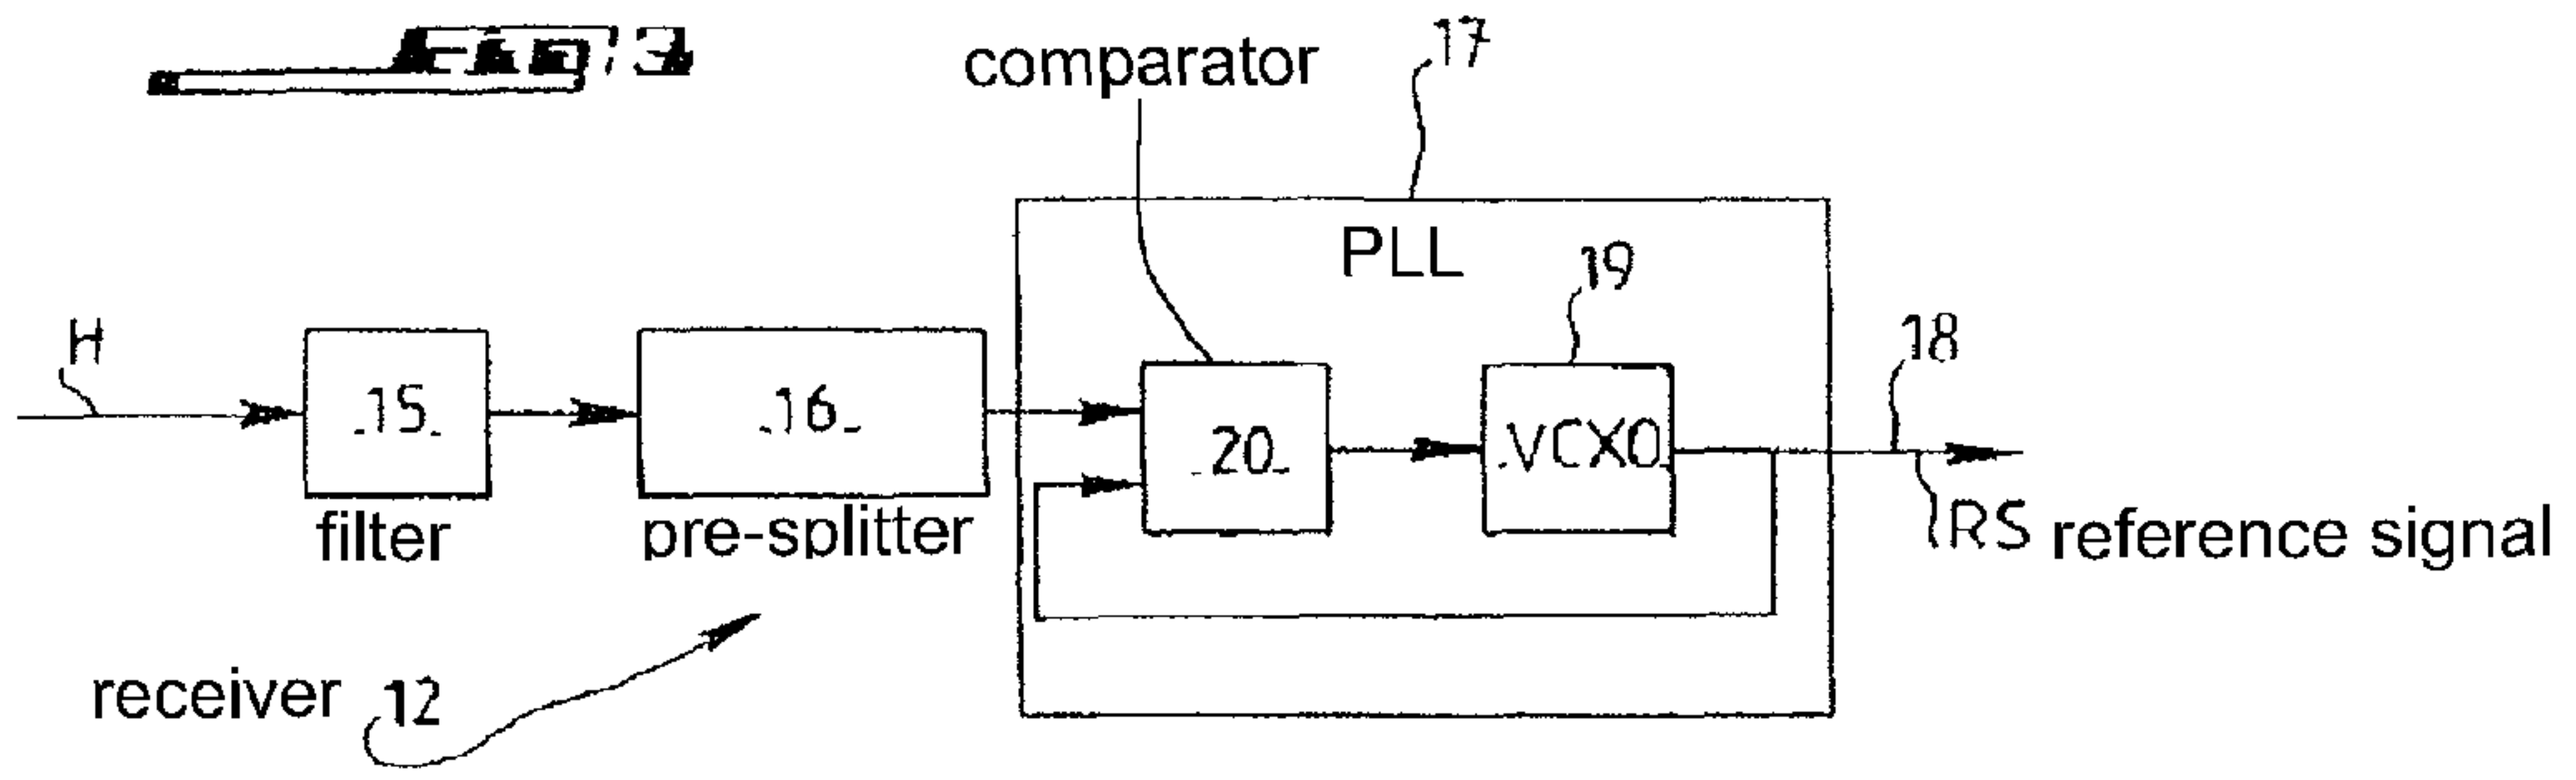 comparator
17
PLL
19
H
18
15
16
20
VCXO
filter
pre-splitter
RS reference signal
receiver 12